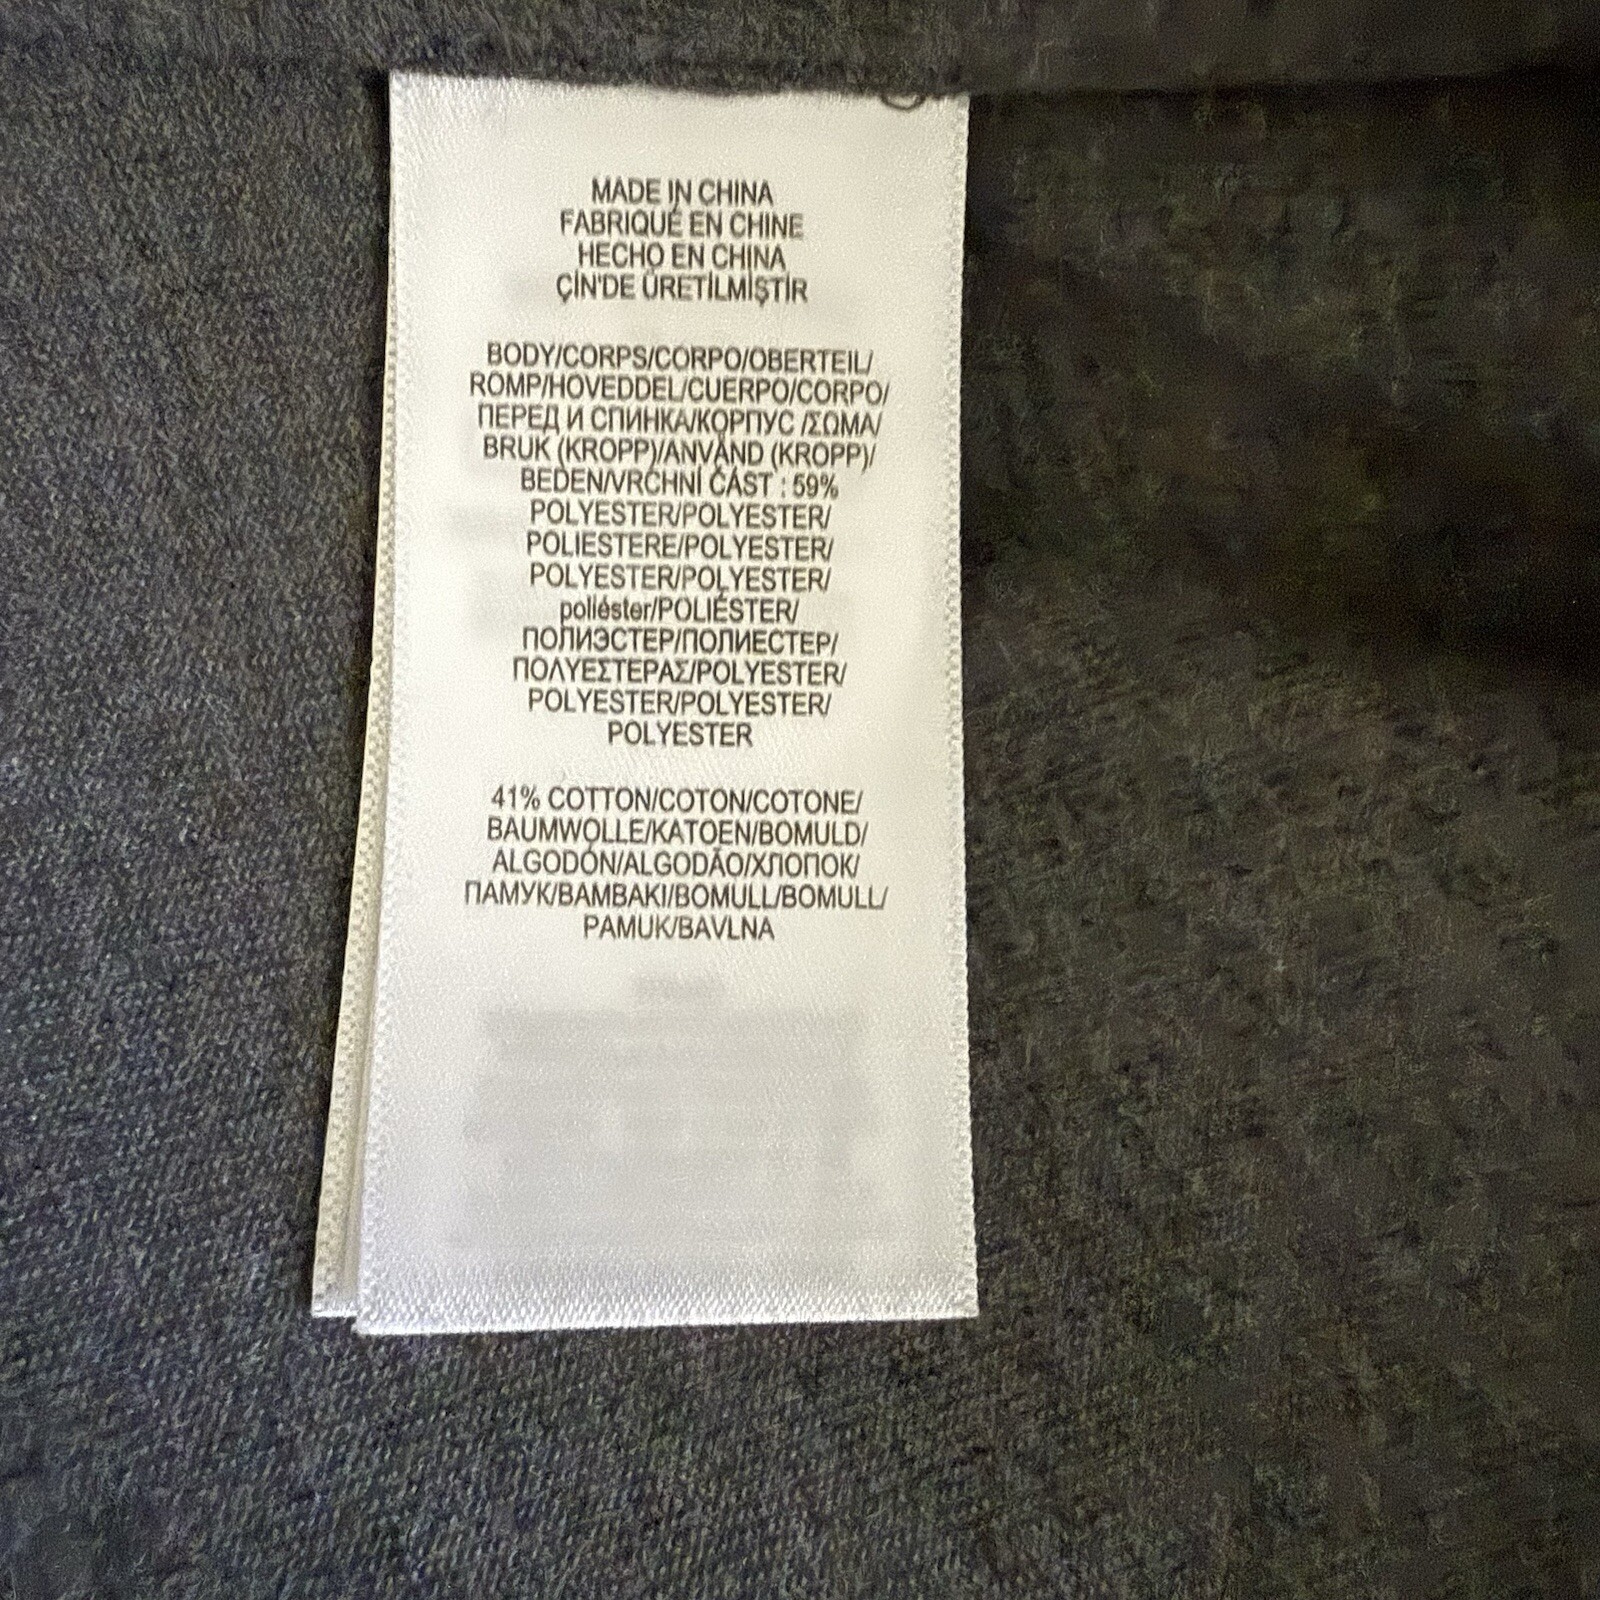 MADE IN CHINA
FABRIQUÉ EN CHINE
HECHO EN CHINA
ÇİN'DE ÜRETİLMİŞTİR
BODY/CORPS/CORPO/OBERTEIL/
ROMP/HOVEDDEL/CUERPO/CORPO/
ПЕРЕД И СПИНКА/КОРПУС /ΣΩΜΑ/
BRUK (KROPP)/ANVÄND (KROPP)/
BEDEN/VRCHNÍ ČÁST : 59%
POLYESTER/POLYESTER/
POLIESTERE/POLYESTER/
POLYESTER/POLYESTER/
poliéster/POLIÉSTER/
ПОЛИЭСТЕР/ПОЛИЕСТЕР/
ΠΟΛΥΕΣΤΕΡΑΣ/POLYESTER/
POLYESTER/POLYESTER/
POLYESTER
41% COTTON/COTON/COTONE/
BAUMWOLLE/KATOEN/BOMULD/
ALGODÓN/ALGODÃO/ХЛОПОК/
ПАМУК/BAMBAKI/BOMULL/BOMULL/
PAMUK/BAVLNA